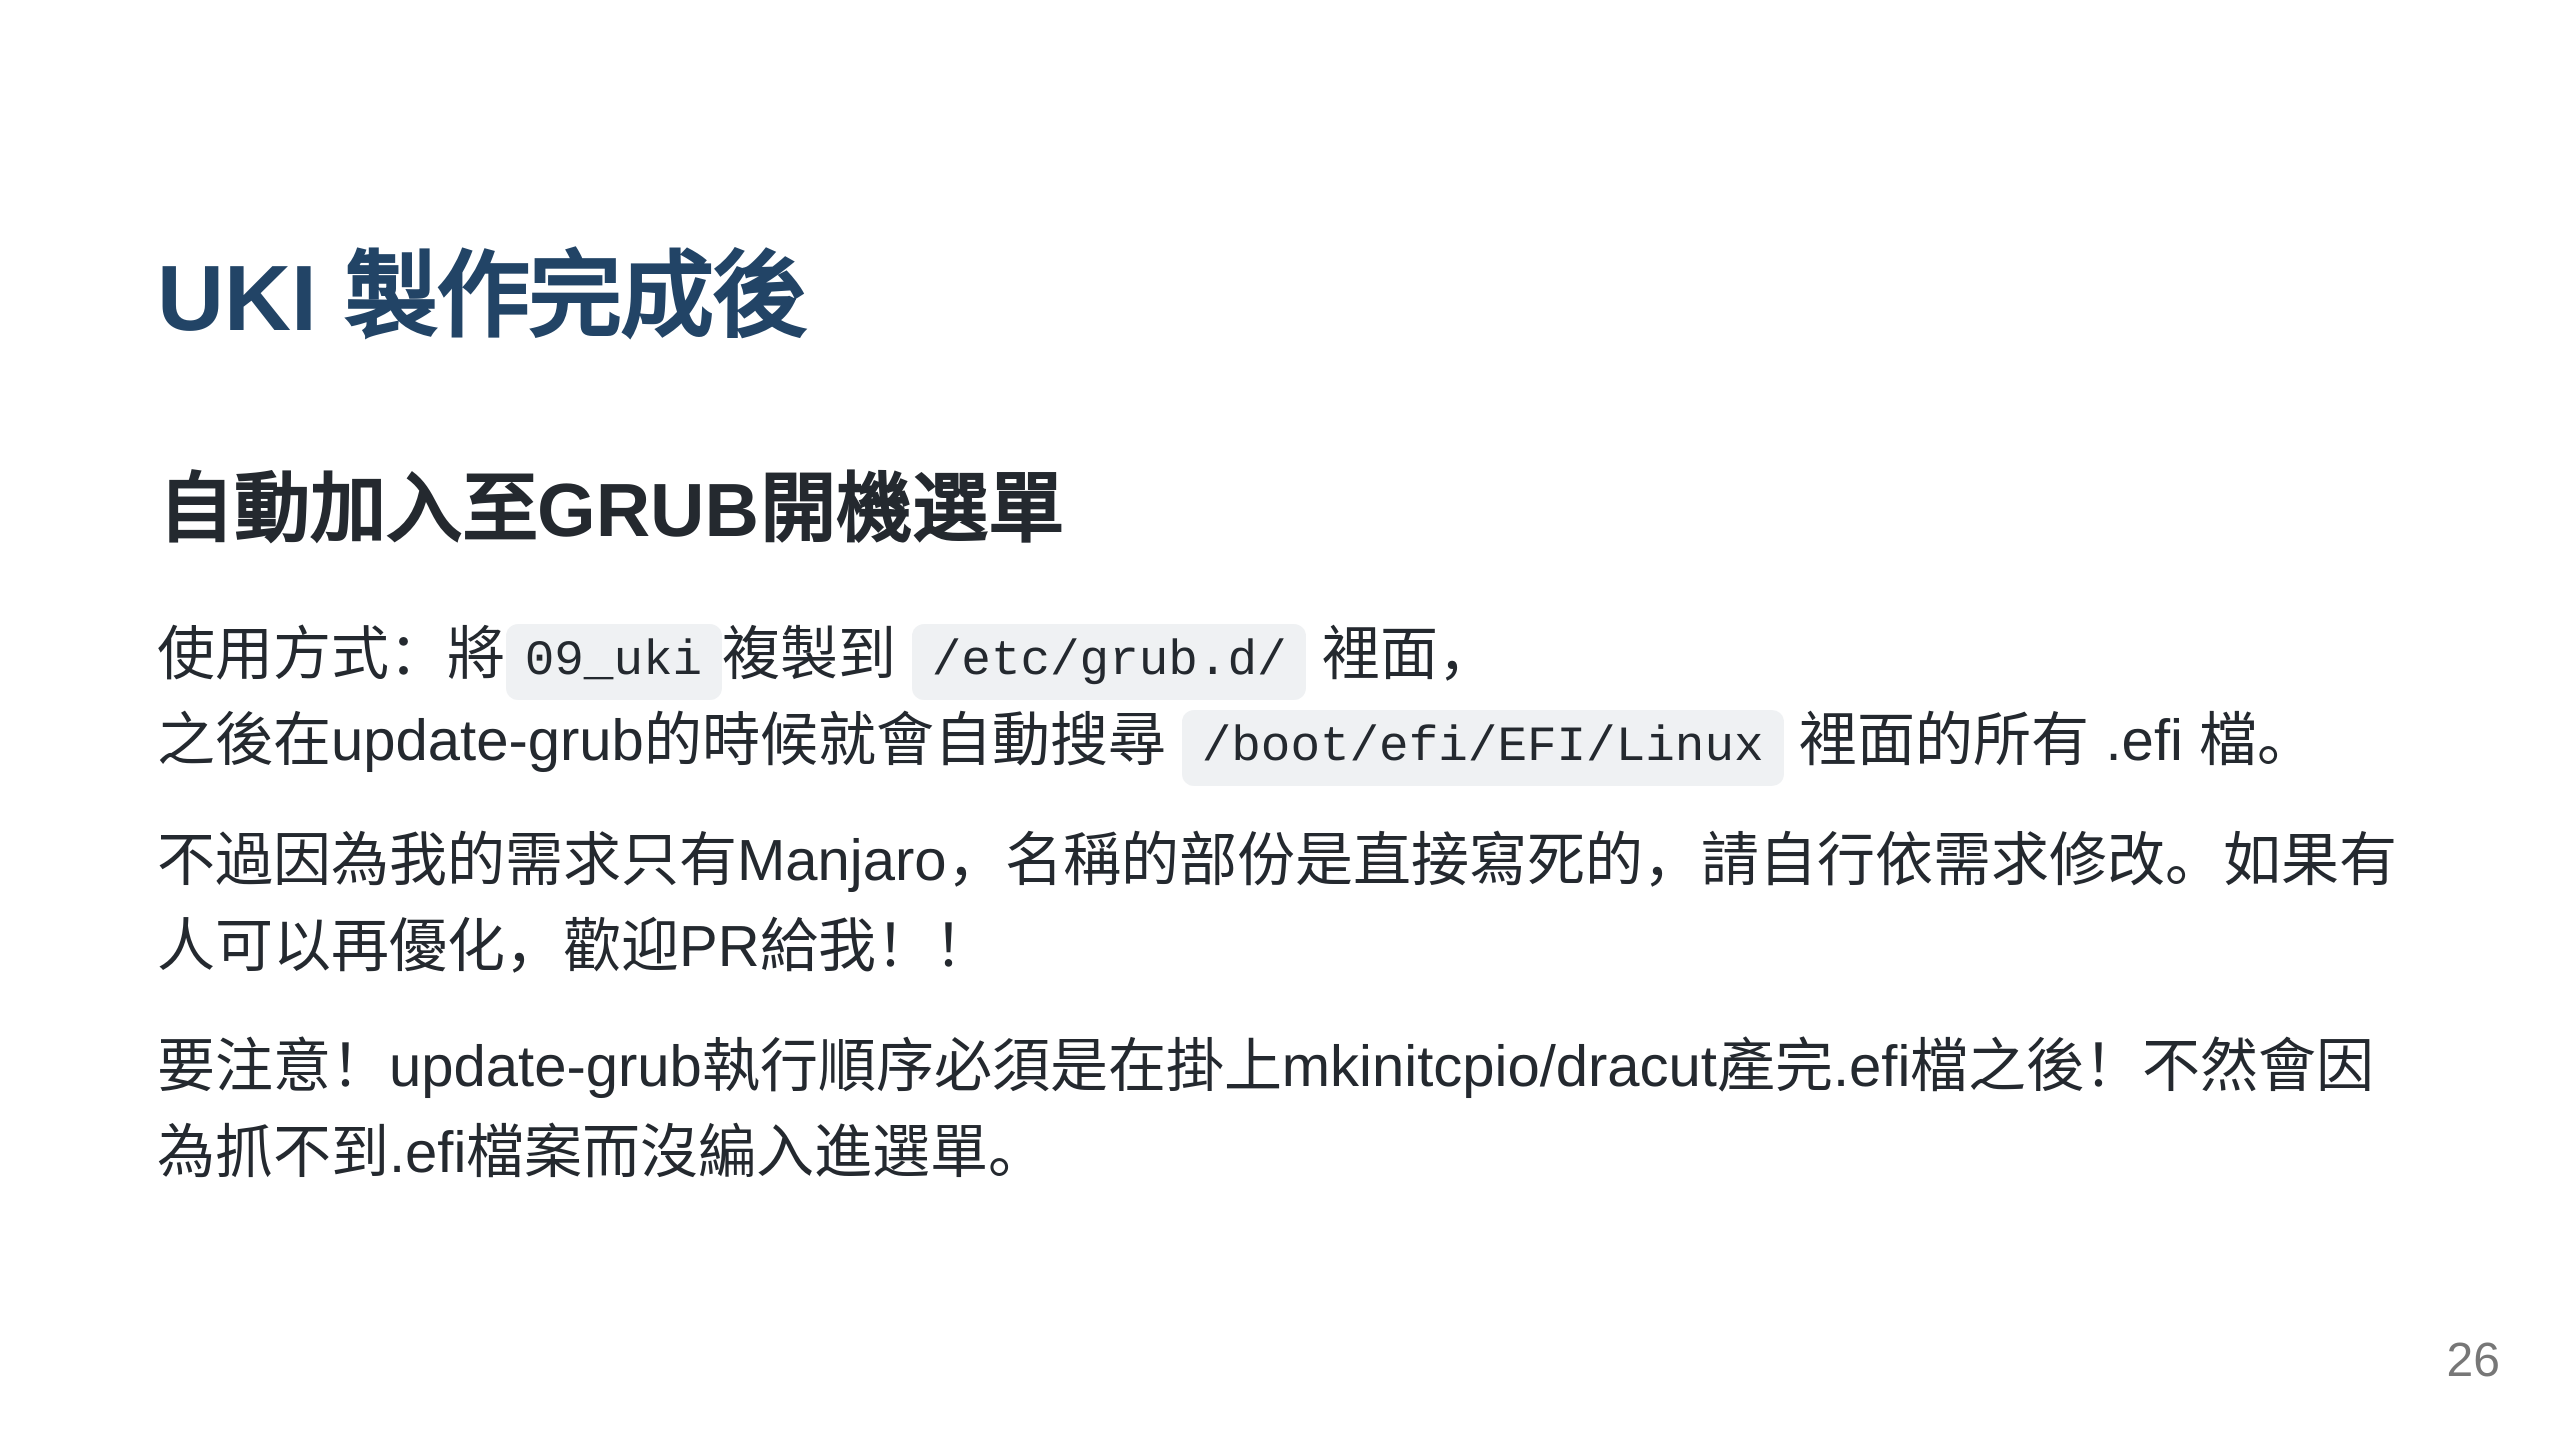 UKI 製作完成後
自動加入至GRUB開機選單
使用方式：將 09_uki 複製到 /etc/grub.d/ 裡面，
之後在update-grub的時候就會自動搜尋 /boot/efi/EFI/Linux 裡面的所有 .efi 檔。
不過因為我的需求只有Manjaro，名稱的部份是直接寫死的，請自行依需求修改。如果有
人可以再優化，歡迎PR給我！！
要注意！update-grub執行順序必須是在掛上mkinitcpio/dracut產完.efi檔之後！不然會因
為抓不到.efi檔案而沒編入進選單。
26